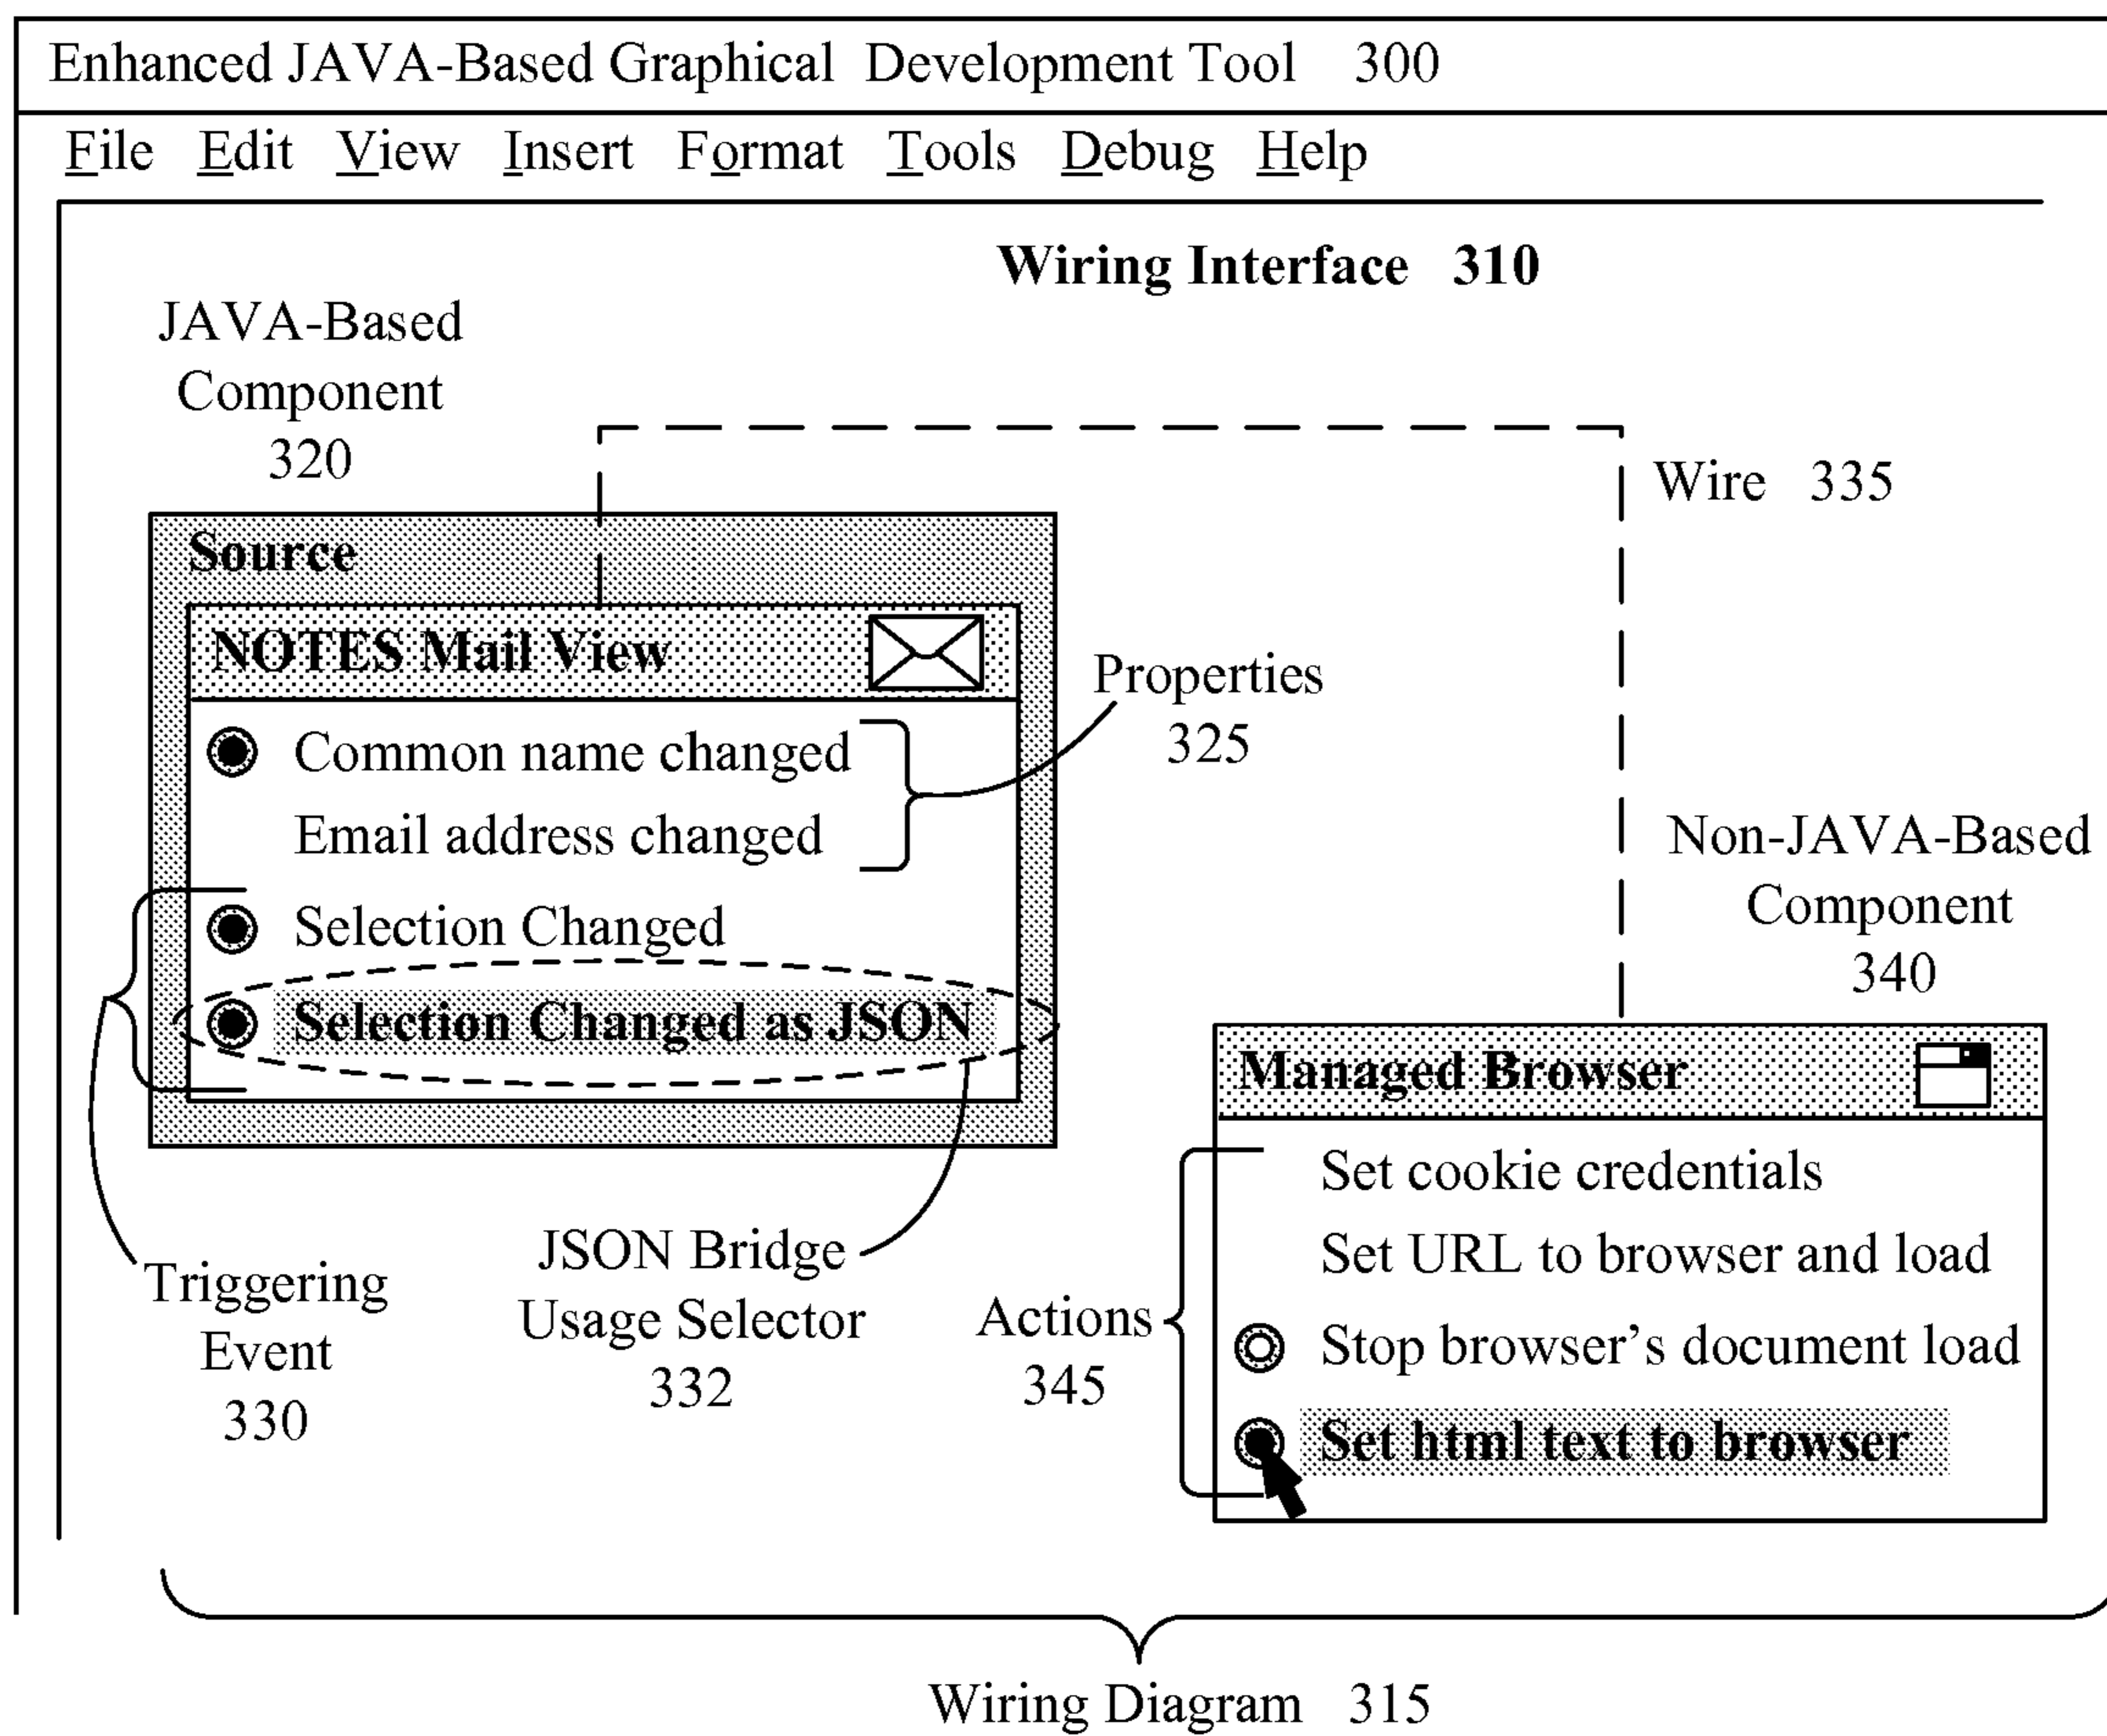 Enhanced JAVA-Based Graphical Development Tool 300
File Edit View Insert Format Tools Debug Help
Wiring Interface 310
JAVA-Based
Component
320
Wire 335
Source
NOTES Mail View
Properties
325
Common name changed
Email address changed
Selection Changed
Selection Changed as JSON
Non-JAVA-Based
Component
340
Managed Browser
Set cookie credentials
Set URL to browser and load
Stop browser’s document load
Set html text to browser
Triggering
Event
330
JSON Bridge
Usage Selector
332
Actions
345
Wiring Diagram 315